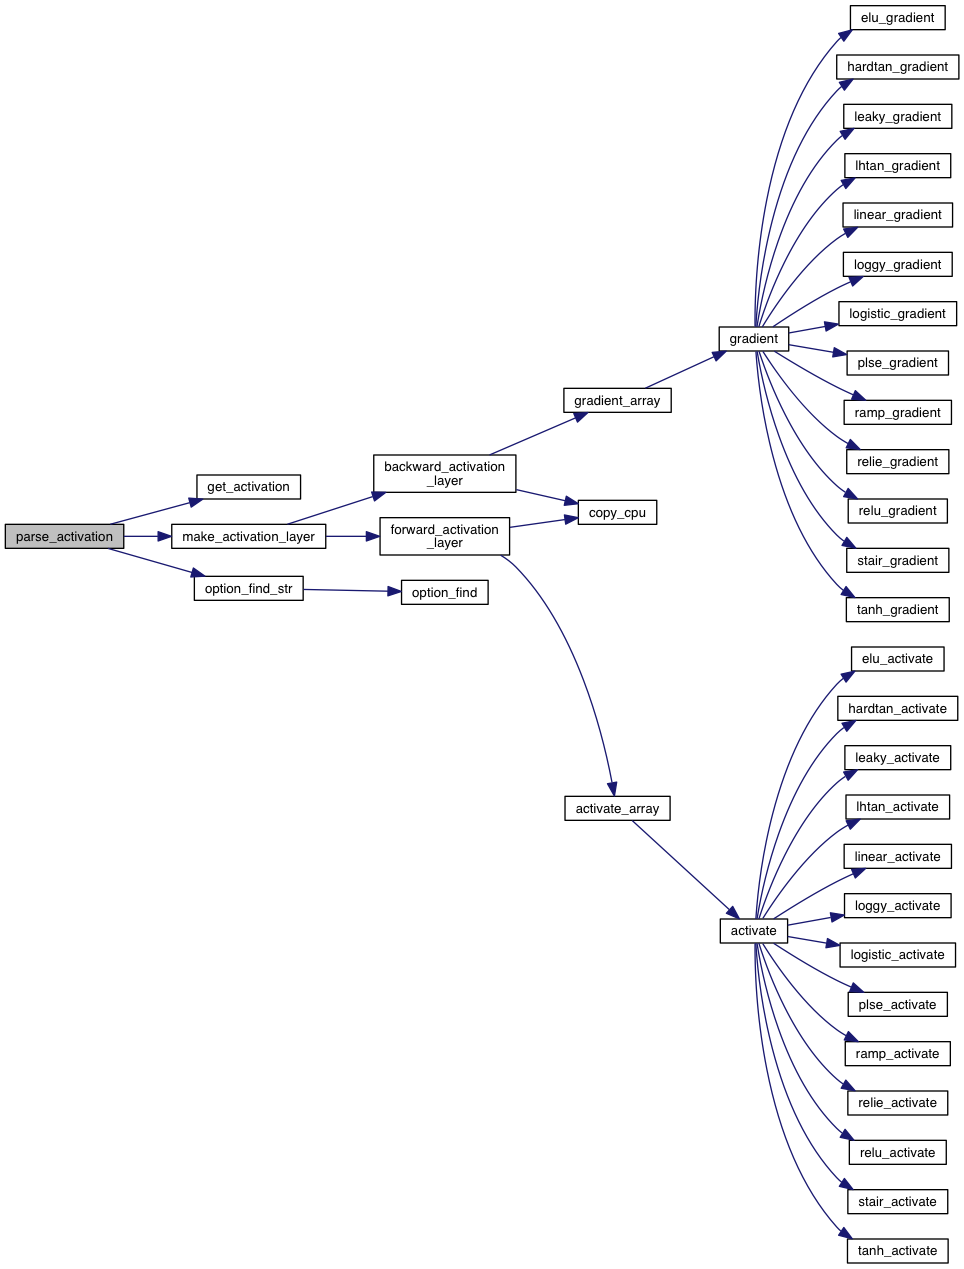 parse_activation
get_activation
make_activation_layer
option_find_str
backward_activation
_layer
forward_activation
_layer
option_find
gradient_array
copy_cpu
activate_array
gradient
activate
elu_gradient
hardtan_gradient
leaky_gradient
lhtan_gradient
linear_gradient
loggy_gradient
logistic_gradient
plse_gradient
ramp_gradient
relie_gradient
relu_gradient
stair_gradient
tanh_gradient
elu_activate
hardtan_activate
leaky_activate
lhtan_activate
linear_activate
loggy_activate
logistic_activate
plse_activate
ramp_activate
relie_activate
relu_activate
stair_activate
tanh_activate